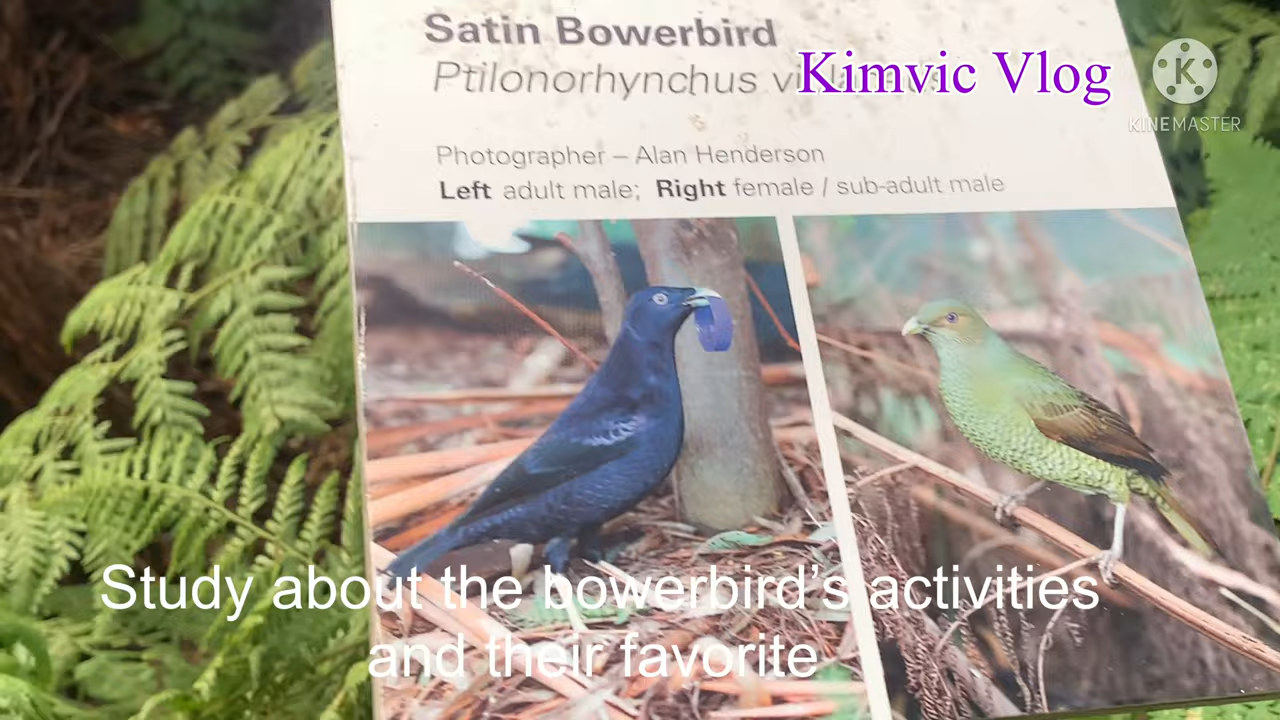 Satin Bowerbird
Ptilonorhynchus
Kimvic Vlog
K
KINEMASTER
Photographer – Alan Henderson
Left adult male; Right female / sub-adult male
Study about the bowerbird’s activities
and their favorite